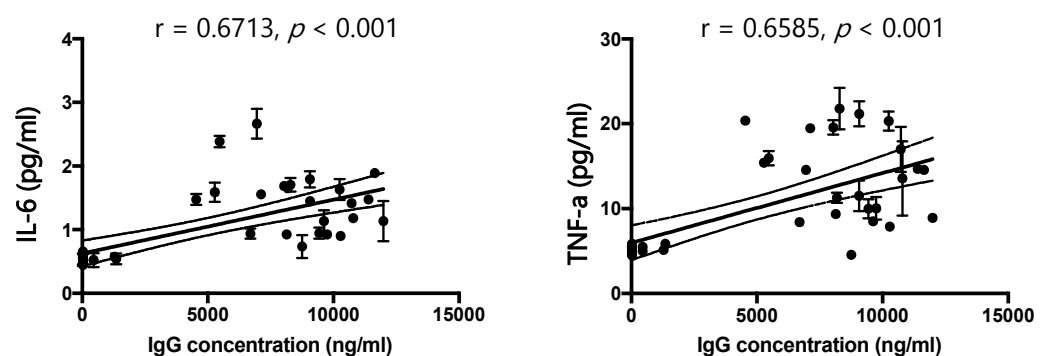 r = 0.6713, p < 0.001
4
3
2
1
0
IL-6 (pg/ml)
0
5000
10000
15000
IgG concentration (ng/ml)
r = 0.6585, p < 0.001
30
20
10
0
TNF-a (pg/ml)
0
5000
10000
15000
IgG concentration (ng/ml)